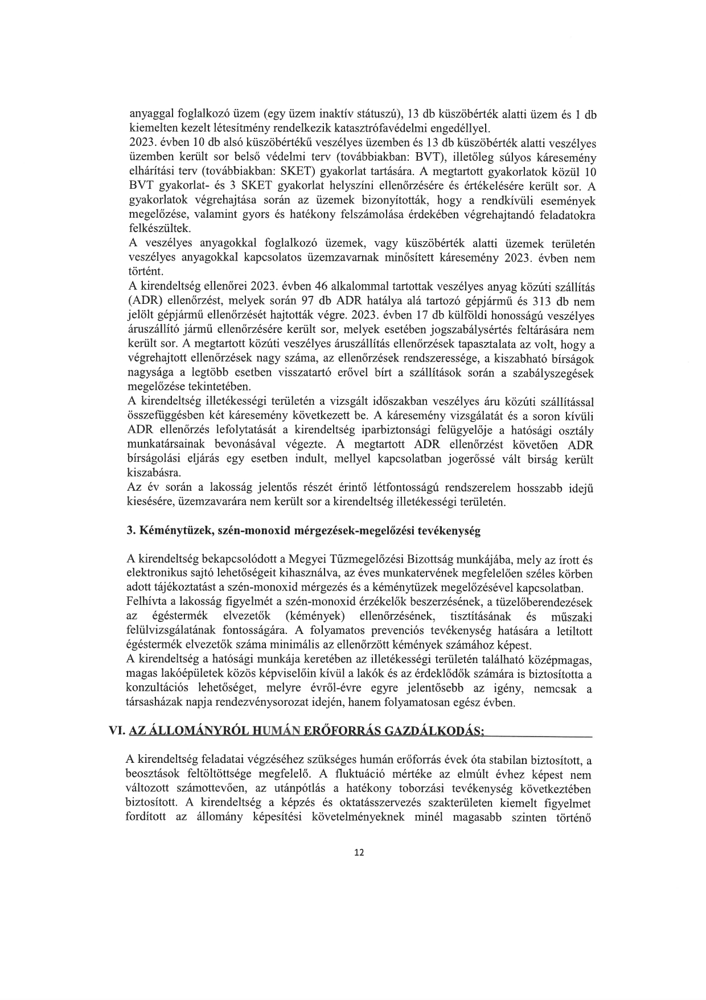 anyaggal foglalkozó üzem (egy üzem inaktív státuszú), 13 db küszöbérték alatti üzem és 1 db
kiemelten kezelt létesítmény rendelkezik katasztrófavédelmi engedéllyel.
2023. évben 10 db alsó küszöbértékű veszélyes üzemben és 13 db küszöbérték alatti veszélyes
üzemben került sor belső védelmi terv (továbbiakban: BVT), illetőleg súlyos káresemény
elhárítási terv (továbbiakban: SKET) gyakorlat tartására. A megtartott gyakorlatok közül 10
BVT gyakorlat- és 3 SKET gyakorlat helyszíni ellenőrzésére és értékelésére került sor. A
gyakorlatok végrehajtása során az üzemek bizonyították, hogy a rendkívüli események
megelőzése, valamint gyors és hatékony felszámolása érdekében végrehajtandó feladatokra
felkészültek.
A veszélyes anyagokkal foglalkozó üzemek, vagy küszöbérték alatti üzemek területén
veszélyes anyagokkal kapcsolatos üzemzavarnak minősített káresemény 2023. évben nem
történt.
A kirendeltség ellenőrei 2023. évben 46 alkalommal tartottak veszélyes anyag közúti szállítás
(ADR) ellenőrzést, melyek során 97 db ADR hatálya alá tartozó gépjármű és 313 db nem
jelölt gépjármű ellenőrzését hajtották végre. 2023. évben 17 db külföldi honosságú veszélyes
áruszállító jármű ellenőrzésére került sor, melyek esetében jogszabálysértés feltárására nem
került sor. A megtartott közúti veszélyes áruszállítás ellenőrzések tapasztalata az volt, hogy a
végrehajtott ellenőrzések nagy száma, az ellenőrzések rendszeressége, a kiszabható bírságok
nagysága a legtöbb esetben visszatartó erővel bírt a szállítások során a szabályszegések
megelőzése tekintetében.
A kirendeltség illetékességi területén a vizsgált időszakban veszélyes áru közúti szállítással
összefüggésben két káresemény következett be. A káresemény vizsgálatát és a soron kívüli
ADR ellenőrzés lefolytatását a kirendeltség iparbiztonsági felügyelője a hatósági osztály
munkatársainak bevonásával végezte. A megtartott ADR ellenőrzést követően ADR
bírságolási eljárás egy esetben indult, mellyel kapcsolatban jogerőssé vált birság került
kiszabásra.
Az év során a lakosság jelentős részét érintő létfontosságú rendszerelem hosszabb idejű
kiesésére, üzemzavarára nem került sor a kirendeltség illetékességi területén.
3. Kéménytüzek, szén-monoxid mérgezések-megelőzési tevékenység
A kirendeltség bekapcsolódott a Megyei Tűzmegelőzési Bizottság munkájába, mely az írott és
elektronikus sajtó lehetőségeit kihasználva, az éves munkatervének megfelelően széles körben
adott tájékoztatást a szén-monoxid mérgezés és a kéménytüzek megelőzésével kapcsolatban.
Felhívta a lakosság figyelmét a szén-monoxid érzékelők beszerzésének, a tüzelőberendezések
az égéstermék elvezetők (kémények) ellenőrzésének, tisztításának és műszaki
felülvizsgálatának fontosságára. A folyamatos prevenciós tevékenység hatására a letiltott
égéstermék elvezetők száma minimális az ellenőrzött kémények számához képest.
A kirendeltség a hatósági munkája keretében az illetékességi területén található középmagas,
magas lakóépületek közös képviselőin kívül a lakók és az érdeklődők számára is biztosította a
konzultációs lehetőséget, melyre évről-évre egyre jelentősebb az igény, nemcsak a
társasházak napja rendezvénysorozat idején, hanem folyamatosan egész évben.
VI. AZ ÁLLOMÁNYRÓL HUMÁN ERŐFORRÁS GAZDÁLKODÁS:
A kirendeltség feladatai végzéséhez szükséges humán erőforrás évek óta stabilan biztosított, a
beosztások feltöltöttsége megfelelő. A fluktuáció mértéke az elmúlt évhez képest nem
változott számottevően, az utánpótlás a hatékony toborzási tevékenység következtében
biztosított. A kirendeltség a képzés és oktatásszervezés szakterületen kiemelt figyelmet
fordított az állomány képesítési követelményeknek minél magasabb szinten történő
12